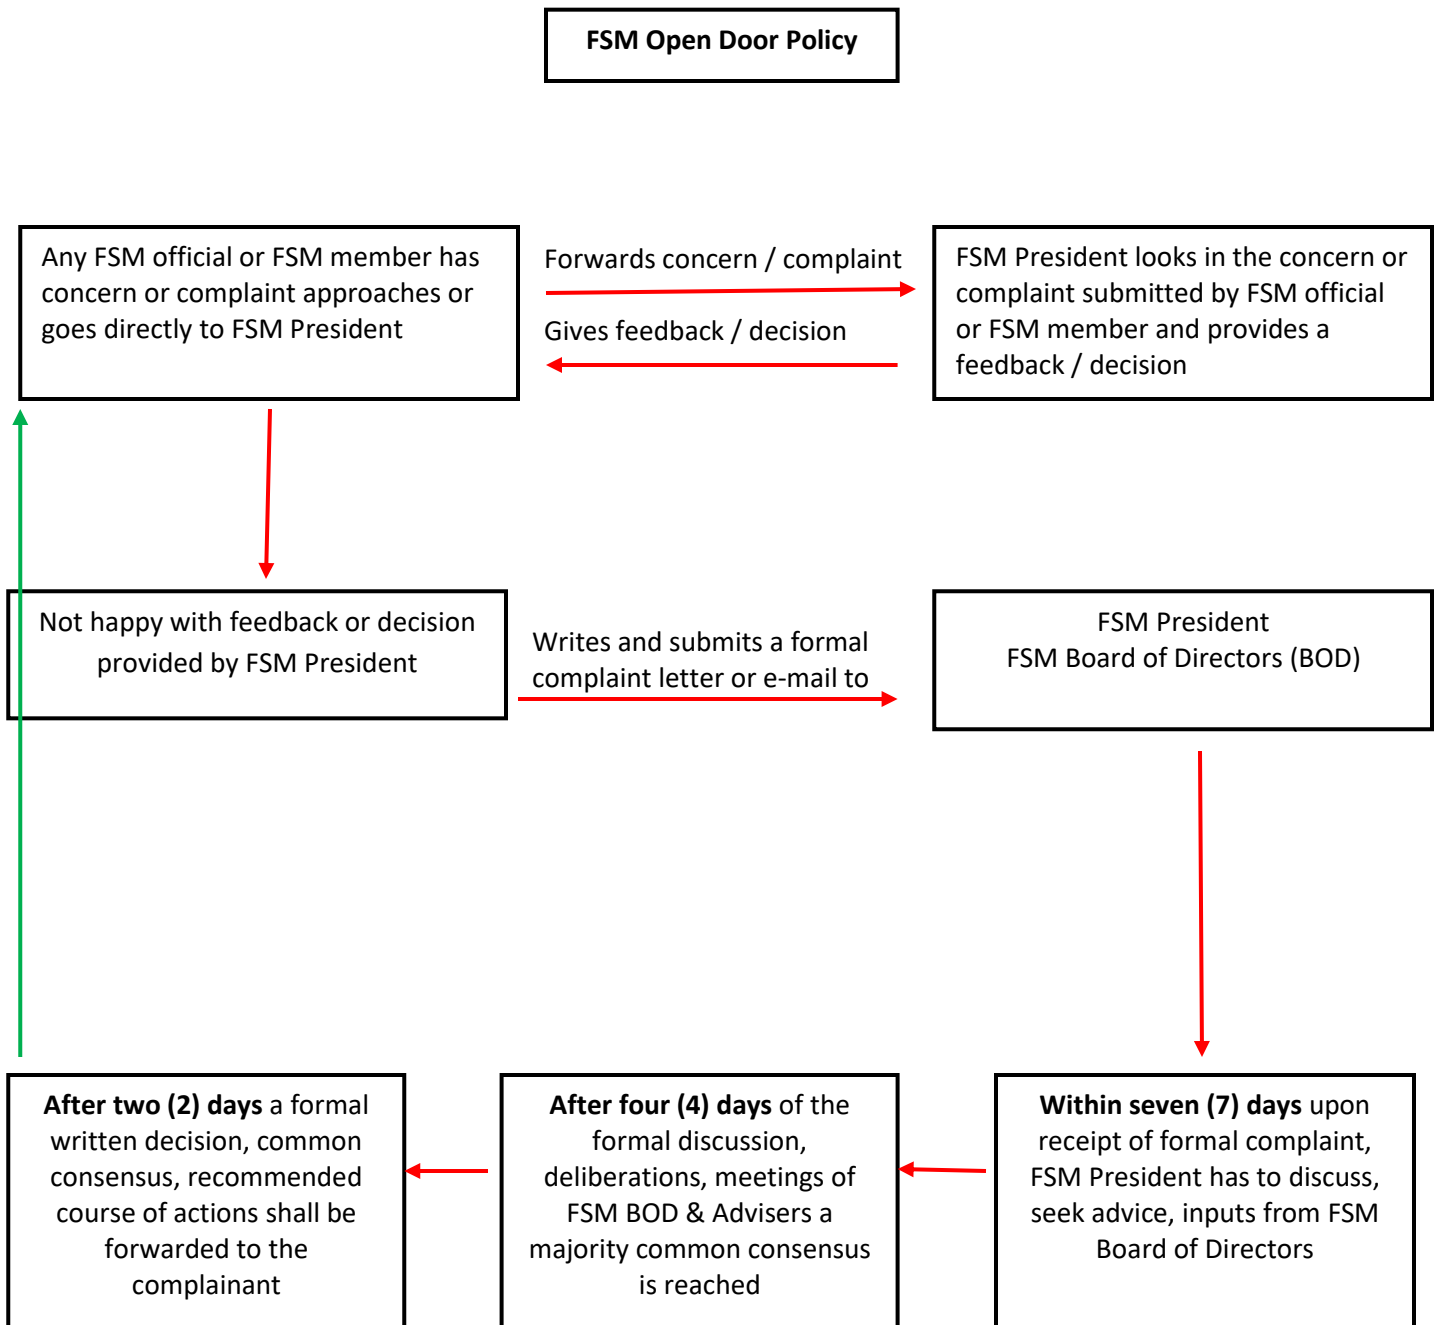 FSM Open Door Policy
Any FSM official or FSM member has
concern or complaint approaches or
goes directly to FSM President
Forwards concern / complaint
Gives feedback / decision
FSM President looks in the concern or
complaint submitted by FSM official
or FSM member and provides a
feedback / decision
Not happy with feedback or decision
provided by FSM President
Writes and submits a formal
complaint letter or e-mail to
FSM President
FSM Board of Directors (BOD)
Within seven (7) days upon
receipt of formal complaint,
FSM President has to discuss,
seek advice, inputs from FSM
Board of Directors
After four (4) days of the
formal discussion,
deliberations, meetings of
FSM BOD & Advisers a
majority common consensus
is reached
After two (2) days a formal
written decision, common
consensus, recommended
course of actions shall be
forwarded to the
complainant